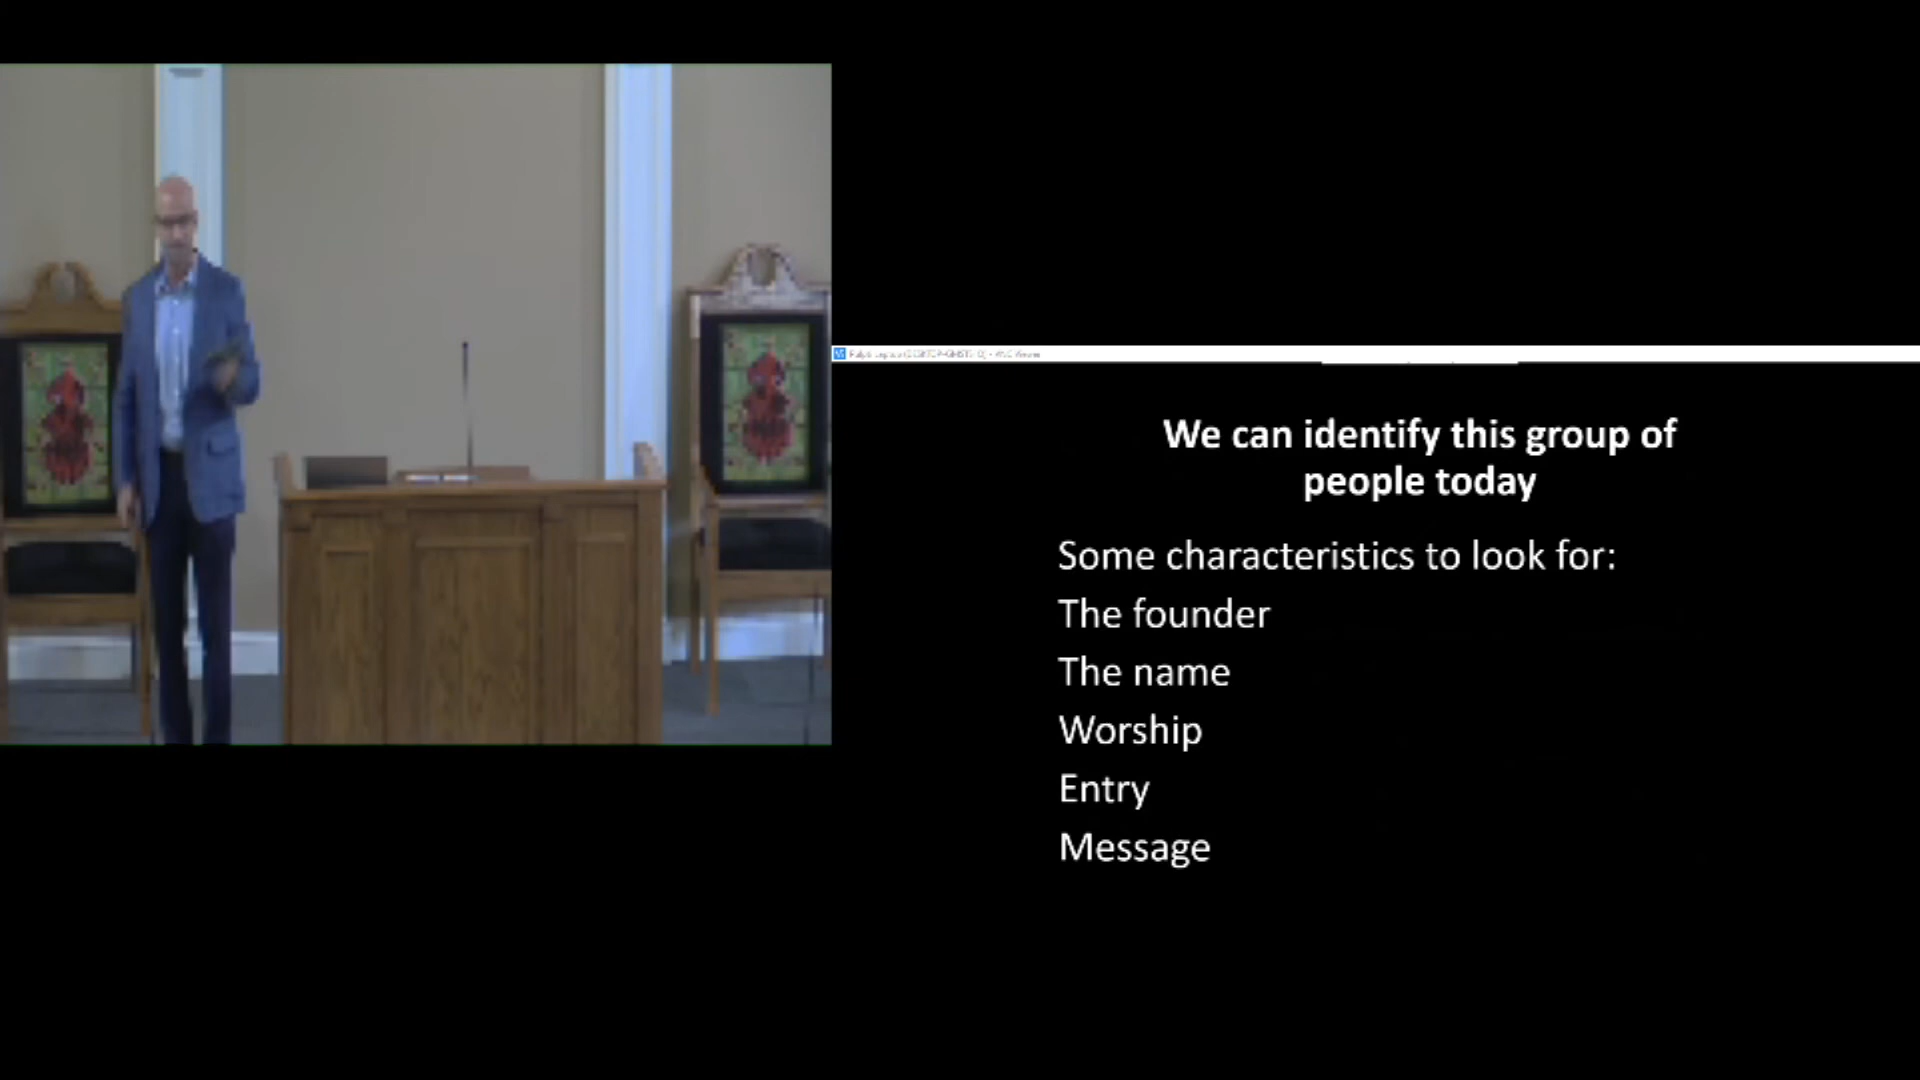 We can identify this group of
people today
Some characteristics to look for:
The founder
The name
Worship
Entry
Message